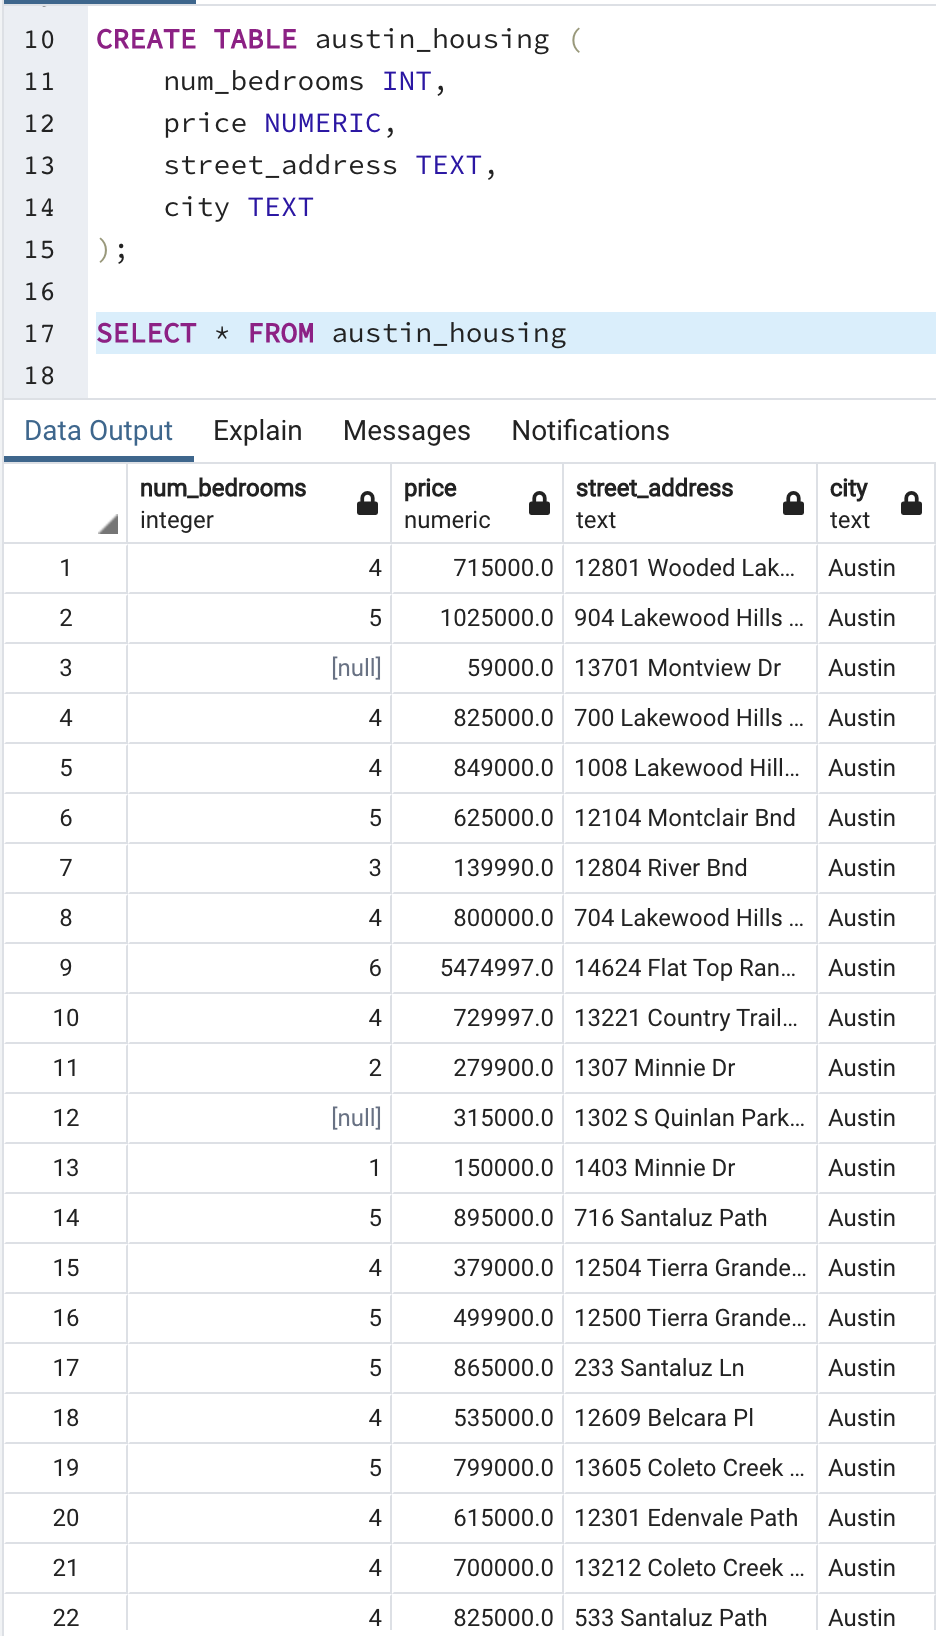 10 CREATE TABLE austin_housing (
11 num_bedrooms INT,
12 price NUMERIC,
13 street_address TEXT,
14 city TEXT
15 );
16
17 SELECT * FROM austin_housing
18
Data Output Explain Messages Notifications
num_bedrooms price street_address city
integer numeric text text
1 4 715000.0 12801 Wooded Lak... Austin
2 5 1025000.0 904 Lakewood Hills ... Austin
3 [null] 59000.0 13701 Montview Dr Austin
4 4 825000.0 700 Lakewood Hills ... Austin
5 4 849000.0 1008 Lakewood Hill... Austin
6 5 625000.0 12104 Montclair Bnd Austin
7 3 139990.0 12804 River Bnd Austin
8 4 800000.0 704 Lakewood Hills ... Austin
9 6 5474997.0 14624 Flat Top Ran... Austin
10 4 729997.0 13221 Country Trail... Austin
11 2 279900.0 1307 Minnie Dr Austin
12 [null] 315000.0 1302 S Quinlan Park... Austin
13 1 150000.0 1403 Minnie Dr Austin
14 5 895000.0 716 Santaluz Path Austin
15 4 379000.0 12504 Tierra Grande... Austin
16 5 499900.0 12500 Tierra Grande... Austin
17 5 865000.0 233 Santaluz Ln Austin
18 4 535000.0 12609 Belcara Pl Austin
19 5 799000.0 13605 Coleto Creek ... Austin
20 4 615000.0 12301 Edenvale Path Austin
21 4 700000.0 13212 Coleto Creek ... Austin
22 4 825000.0 533 Santaluz Path Austin